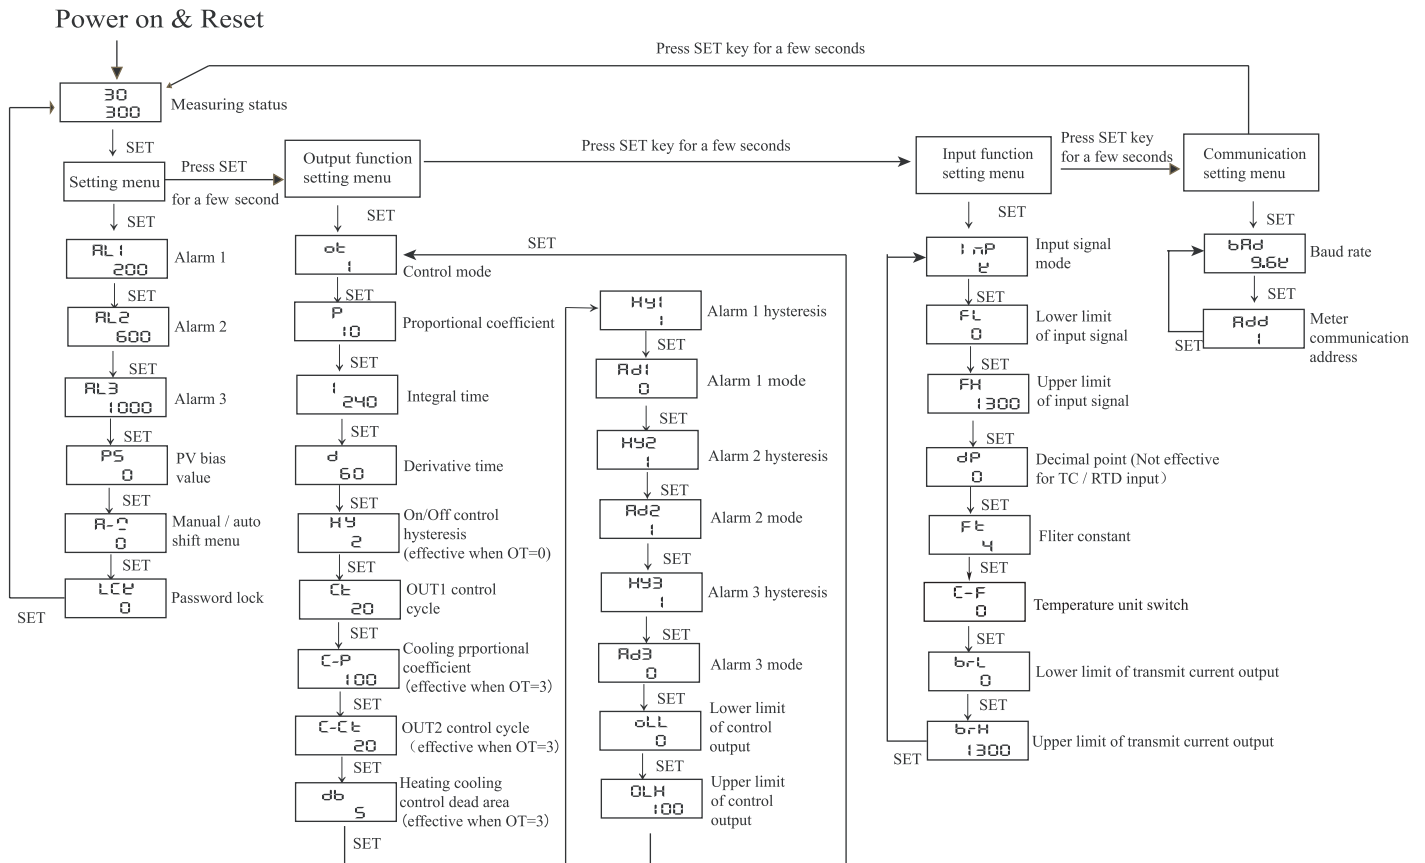 Power on & Reset
Press SET key for a few seconds
30
300
Measuring status
SET
Setting menu
Press SET
for a few second
SET
AL1
200
Alarm 1
SET
AL2
600
Alarm 2
SET
AL3
1000
Alarm 3
SET
PS
0
PV bias
value
SET
A-M
0
Manual / auto
shift menu
SET
LCK
0
Password lock
SET
Output function
setting menu
Press SET key for a few seconds
SET
ot
1
Control mode
SET
SET
P
10
Proportional coefficient
SET
I
240
Integral time
SET
d
60
Derivative time
SET
HY
2
On/Off control
hysteresis
(effective when OT=0)
SET
Ct
20
OUT1 control
cycle
SET
C-P
100
Cooling prportional
coefficient
(effective when OT=3)
SET
C-Ct
20
OUT2 control cycle
(effective when OT=3)
SET
db
5
Heating cooling
control dead area
(effective when OT=3)
SET
HY1
1
Alarm 1 hysteresis
SET
Ad1
0
Alarm 1 mode
SET
HY2
1
Alarm 2 hysteresis
SET
Ad2
1
Alarm 2 mode
SET
HY3
1
Alarm 3 hysteresis
SET
Ad3
0
Alarm 3 mode
SET
oLL
0
Lower limit
of control
output
SET
OLH
100
Upper limit
of control
output
Input function
setting menu
Press SET key
for a few seconds
SET
InP
K
Input signal
mode
SET
FL
0
Lower limit
of input signal
SET
FH
1300
Upper limit
of input signal
SET
dP
0
Decimal point (Not effective
for TC / RTD input)
SET
Ft
4
Fliter constant
SET
C-F
0
Temperature unit switch
SET
brL
0
Lower limit of transmit current output
SET
brH
1300
Upper limit of transmit current output
SET
Communication
setting menu
SET
bAd
9.6K
Baud rate
SET
Add
1
Meter
communication
address
SET